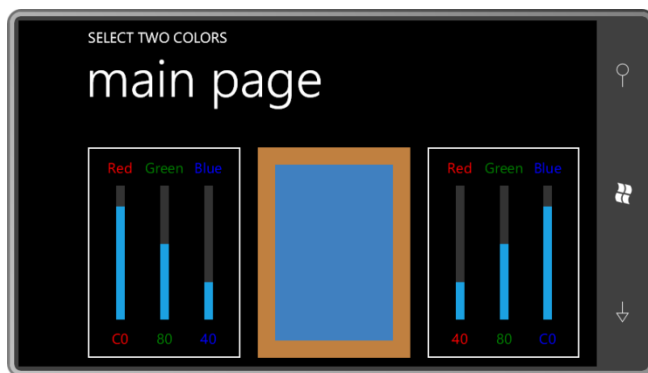 SELECT TWO COLORS
main page
Red Green Blue
C0 80 40
Red Green Blue
40 80 C0